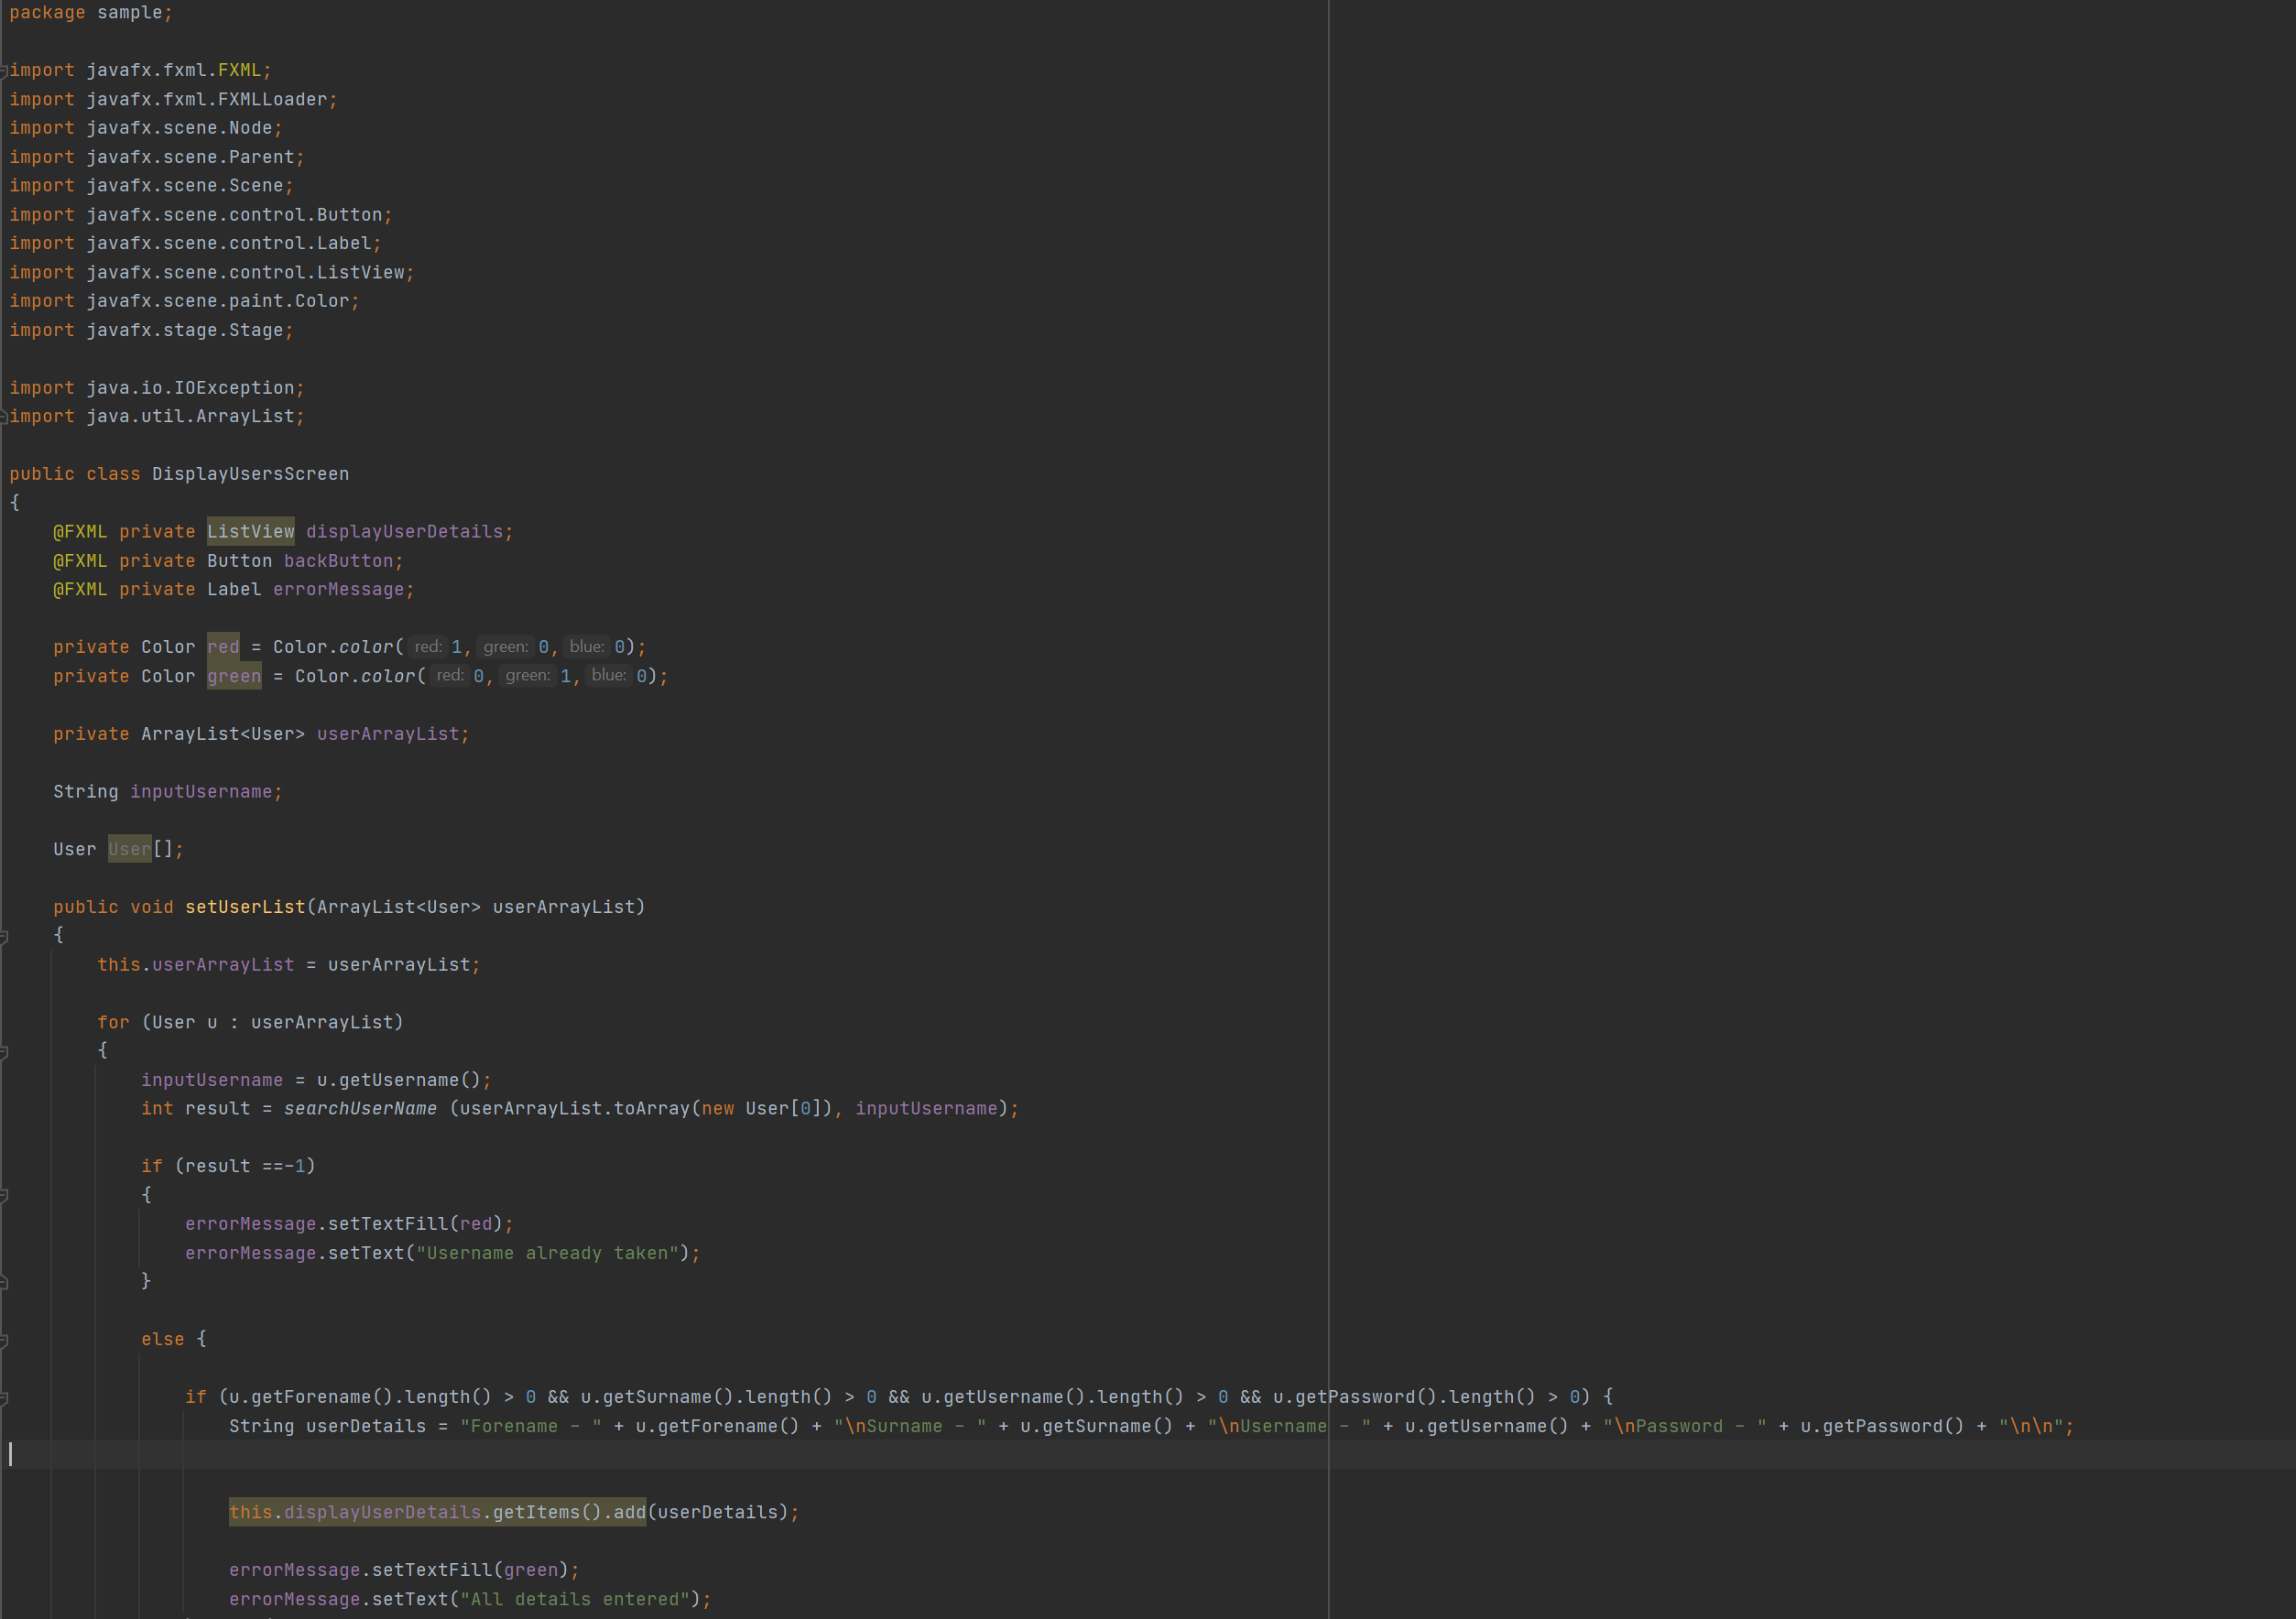 package sample;
import javafx.fxml.FXML;
import javafx.fxml.FXMLLoader;
import javafx.scene.Node;
import javafx.scene.Parent;
import javafx.scene.Scene;
import javafx.scene.control.Button;
import javafx.scene.control.Label;
import javafx.scene.control.ListView;
import javafx.scene.paint.Color;
import javafx.stage.Stage;
import java.io.IOException;
import java.util.ArrayList;
public class DisplayUsersScreen
{
@FXML private ListView displayUserDetails;
@FXML private Button backButton;
@FXML private Label errorMessage;
private Color red = Color.color( red: 1, green: 0, blue: 0);
private Color green = Color.color( red: 0, green: 1, blue: 0);
private ArrayList<User> userArrayList;
String inputUsername;
User User[];
public void setUserList(ArrayList<User> userArrayList)
{
this.userArrayList = userArrayList;
for (User u : userArrayList)
{
inputUsername = u.getUsername();
int result = searchUserName (userArrayList.toArray(new User[0]), inputUsername);
if (result ==-1)
{
errorMessage.setTextFill(red);
errorMessage.setText("Username already taken");
}
else {
if (u.getForename().length() > 0 && u.getSurname().length() > 0 && u.getUsername().length() > 0 && u.getPassword().length() > 0) {
String userDetails = "Forename - " + u.getForename() + "\nSurname - " + u.getSurname() + "\nUsername - " + u.getUsername() + "\nPassword - " + u.getPassword() + "\n\n";
this.displayUserDetails.getItems().add(userDetails);
errorMessage.setTextFill(green);
errorMessage.setText("All details entered");